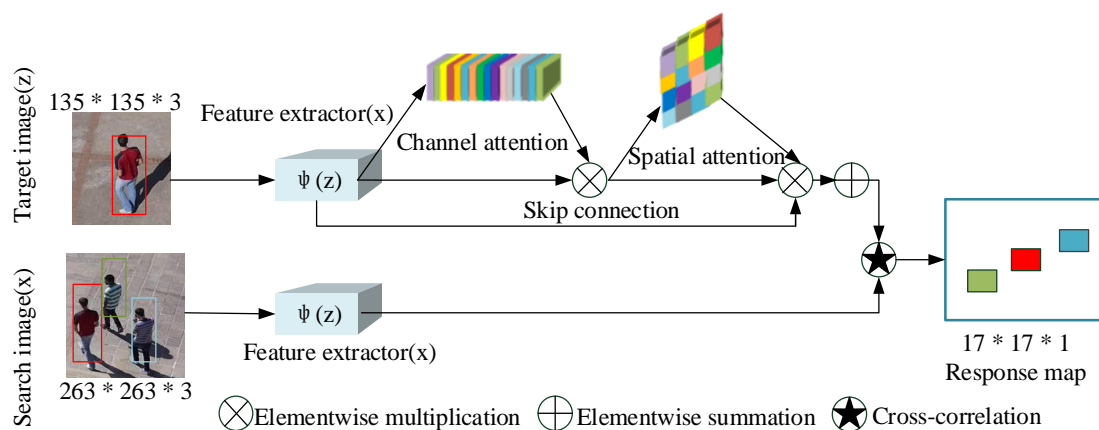 Target image(z)
135 * 135 * 3
Feature extractor(x)
ψ(z)
Channel attention
Spatial attention
Skip connection
Search image(x)
263 * 263 * 3
ψ(z)
Feature extractor(x)
17 * 17 * 1
Response map
Elementwise multiplication
Elementwise summation
Cross-correlation